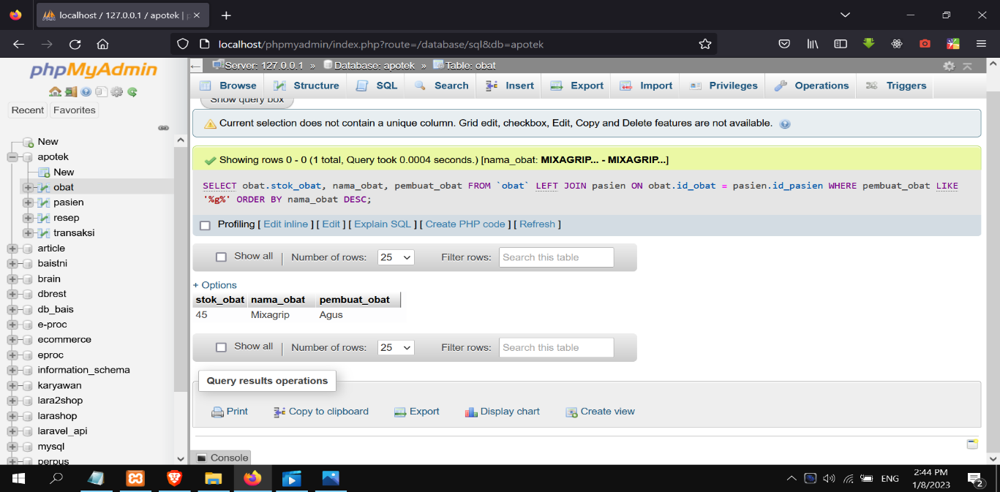 localhost / 127.0.0.1 / apotek | p
localhost/phpmyadmin/index.php?route=/database/sql&db=apotek
phpMyAdmin
Recent Favorites
New
apotek
New
obat
pasien
resep
transaksi
article
baistni
brain
dbrest
db_bais
e-proc
ecommerce
eproc
information_schema
karyawan
lara2shop
larashop
laravel_api
mysql
perpus
Server: 127.0.0.1 » Database: apotek » Table: obat
Browse Structure SQL Search Insert Export Import Privileges Operations Triggers
Show query box
Current selection does not contain a unique column. Grid edit, checkbox, Edit, Copy and Delete features are not available.
Showing rows 0 - 0 (1 total, Query took 0.0004 seconds.) [nama_obat: MIXAGRIP... - MIXAGRIP...]
SELECT obat.stok_obat, nama_obat, pembuat_obat FROM `obat` LEFT JOIN pasien ON obat.id_obat = pasien.id_pasien WHERE pembuat_obat LIKE
'%g%' ORDER BY nama_obat DESC;
Profiling [ Edit inline ] [ Edit ] [ Explain SQL ] [ Create PHP code ] [ Refresh ]
Show all | Number of rows: 25 Filter rows: Search this table
+ Options
stok_obat nama_obat pembuat_obat
45 Mixagrip Agus
Show all | Number of rows: 25 Filter rows: Search this table
Query results operations
Print Copy to clipboard Export Display chart Create view
Console
ENG
2:44 PM
1/8/2023
2